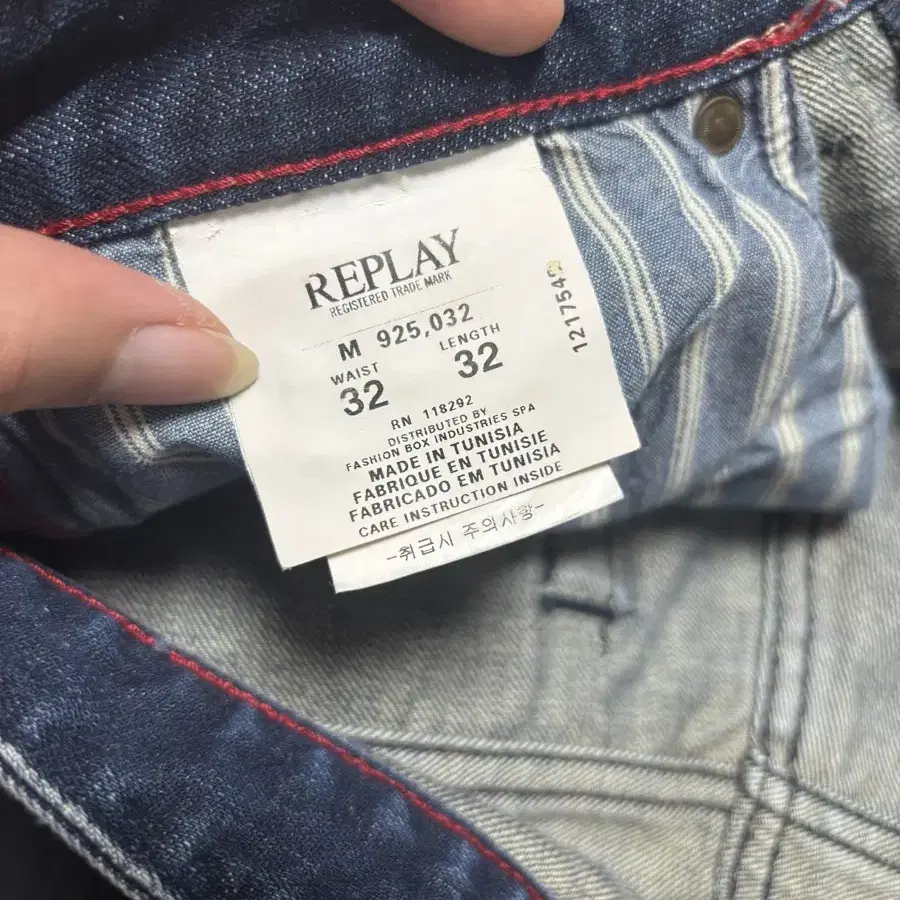 REPLAY
REGISTERED TRADE MARK
M 925,032
WAIST LENGTH
32 32
RN 118292
DISTRIBUTED BY
FASHION BOX INDUSTRIES SPA
MADE IN TUNISIA
FABRIQUE EN TUNISIE
FABRICADO EM TUNISIA
CARE INSTRUCTION INSIDE
-취급시 주의사항-